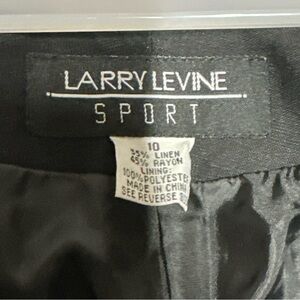 LARRY LEVINE
SPORT
10
55% LINEN
45% RAYON
LINING:
100% POLYESTER
MADE IN CHINA
SEE REVERSE